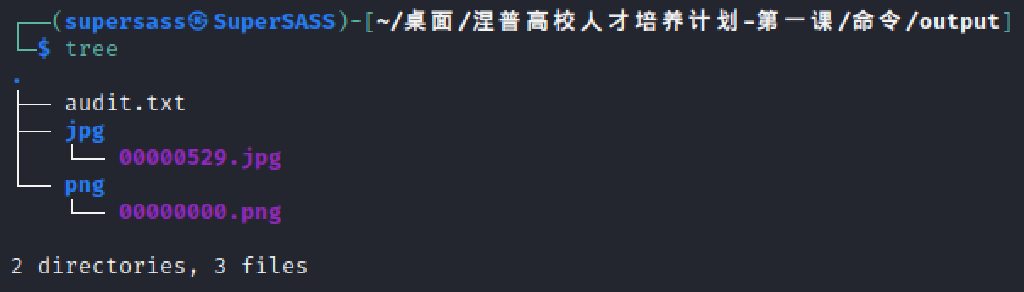 ┌──(supersass㉿SuperSASS)-[~/桌面/涅普高校人才培养计划-第一课/命令/output]
└─$ tree
.
├── audit.txt
├── jpg
│   └── 00000529.jpg
└── png
    └── 00000000.png
2 directories, 3 files